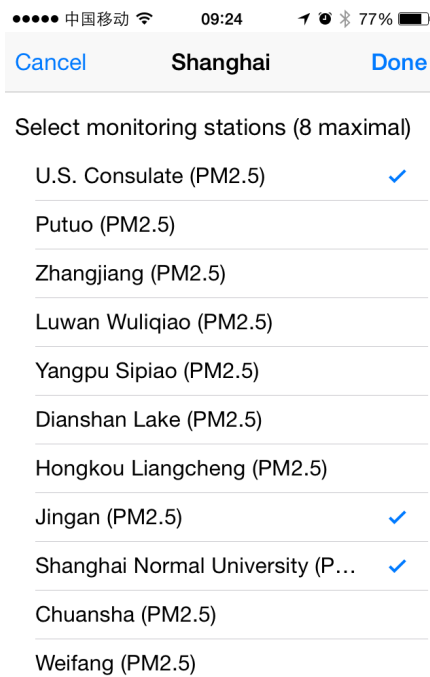 中国移动 09:24 77%
Cancel Shanghai Done
Select monitoring stations (8 maximal)
U.S. Consulate (PM2.5)
Putuo (PM2.5)
Zhangjiang (PM2.5)
Luwan Wuliqiao (PM2.5)
Yangpu Sipiao (PM2.5)
Dianshan Lake (PM2.5)
Hongkou Liangcheng (PM2.5)
Jingan (PM2.5)
Shanghai Normal University (P...
Chuansha (PM2.5)
Weifang (PM2.5)